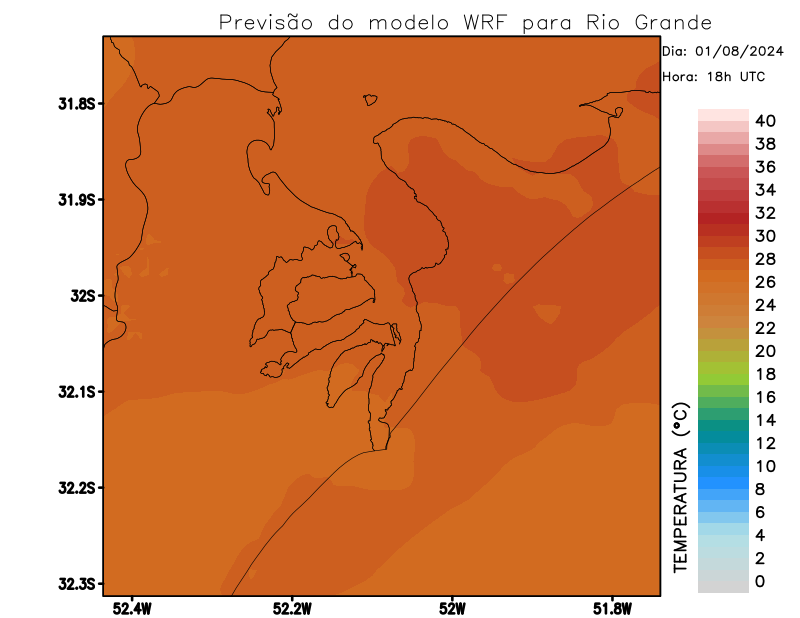 Previsão do modelo WRF para Rio Grande
Dia: 01/08/2024
Hora: 18h UTC
31.8S
31.9S
32S
32.1S
32.2S
32.3S
52.4W
52.2W
52W
51.8W
TEMPERATURA (°C)
40
38
36
34
32
30
28
26
24
22
20
18
16
14
12
10
8
6
4
2
0